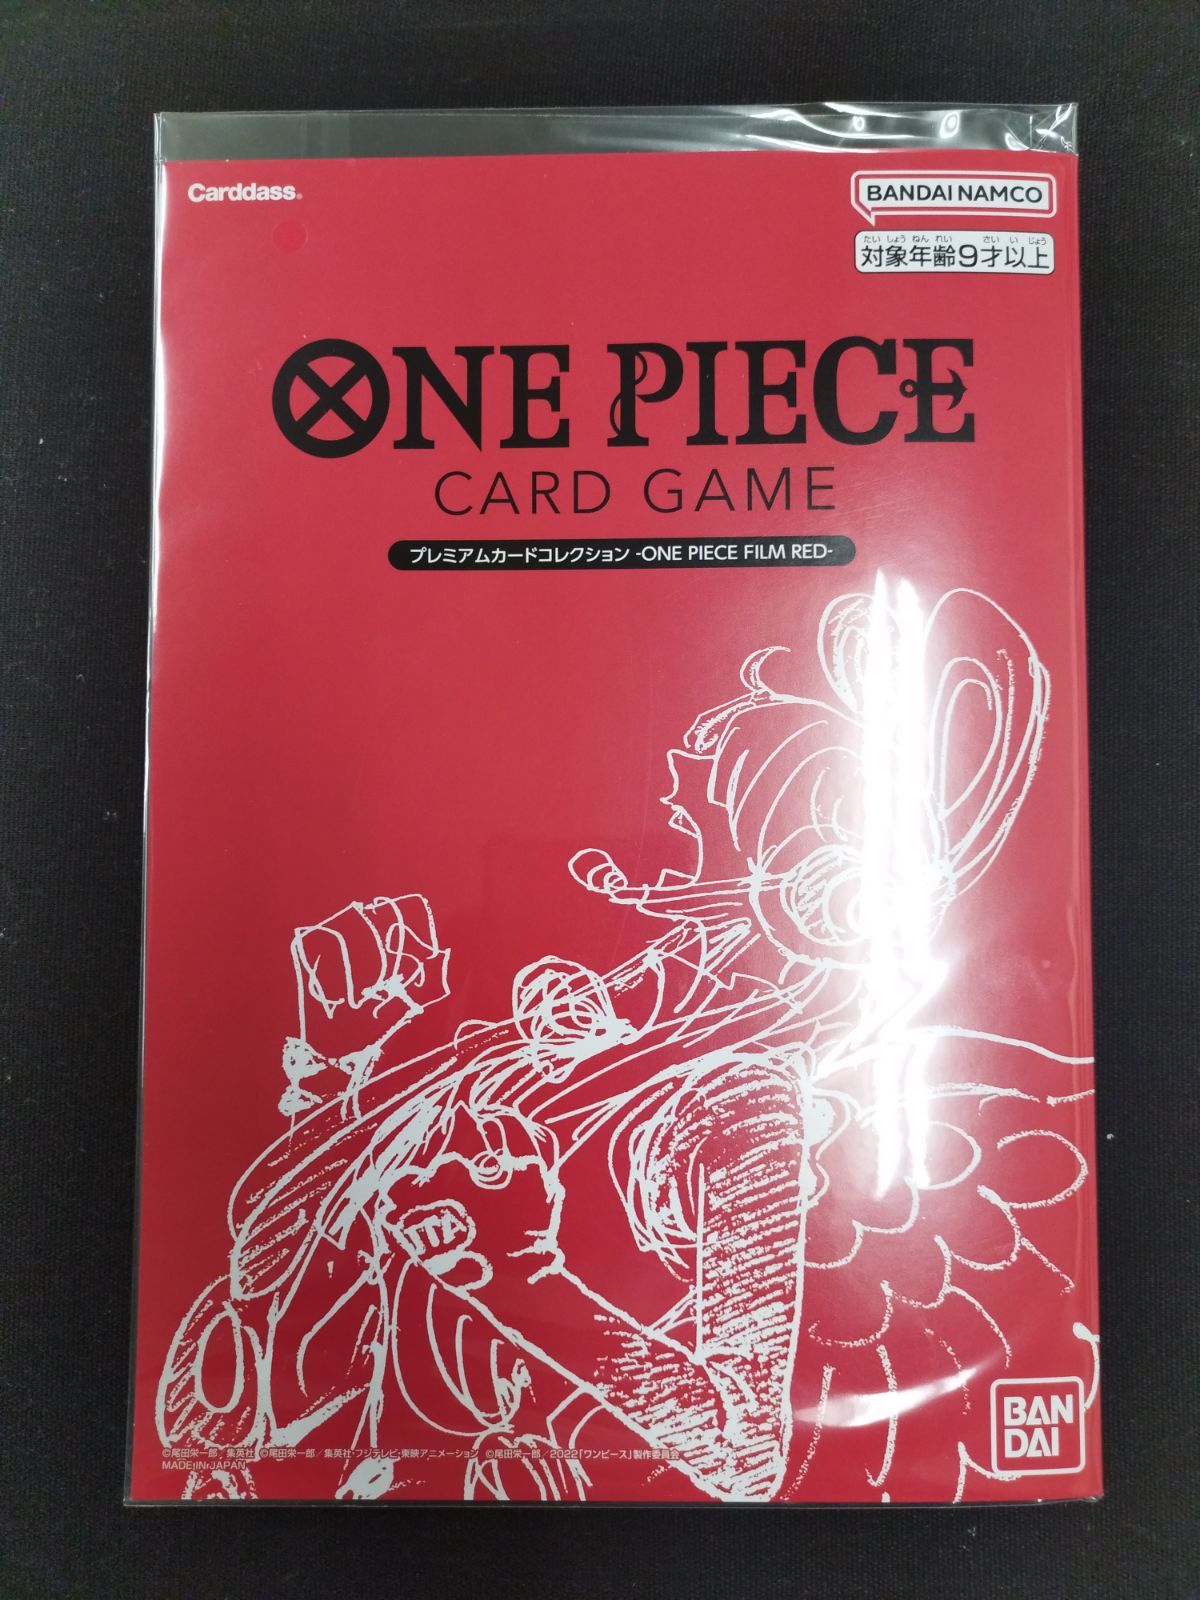 Carddass®
BANDAI NAMCO
たいしょうねんれい さいいじょう
対象年齢9才以上
ONE PIECE
CARD GAME
プレミアムカードコレクション -ONE PIECE FILM RED-
TTA
©尾田栄一郎／集英社 ©尾田栄一郎／集英社・フジテレビ・東映アニメーション ©尾田栄一郎／2022「ワンピース」製作委員会
MADE IN JAPAN
BAN
DAI